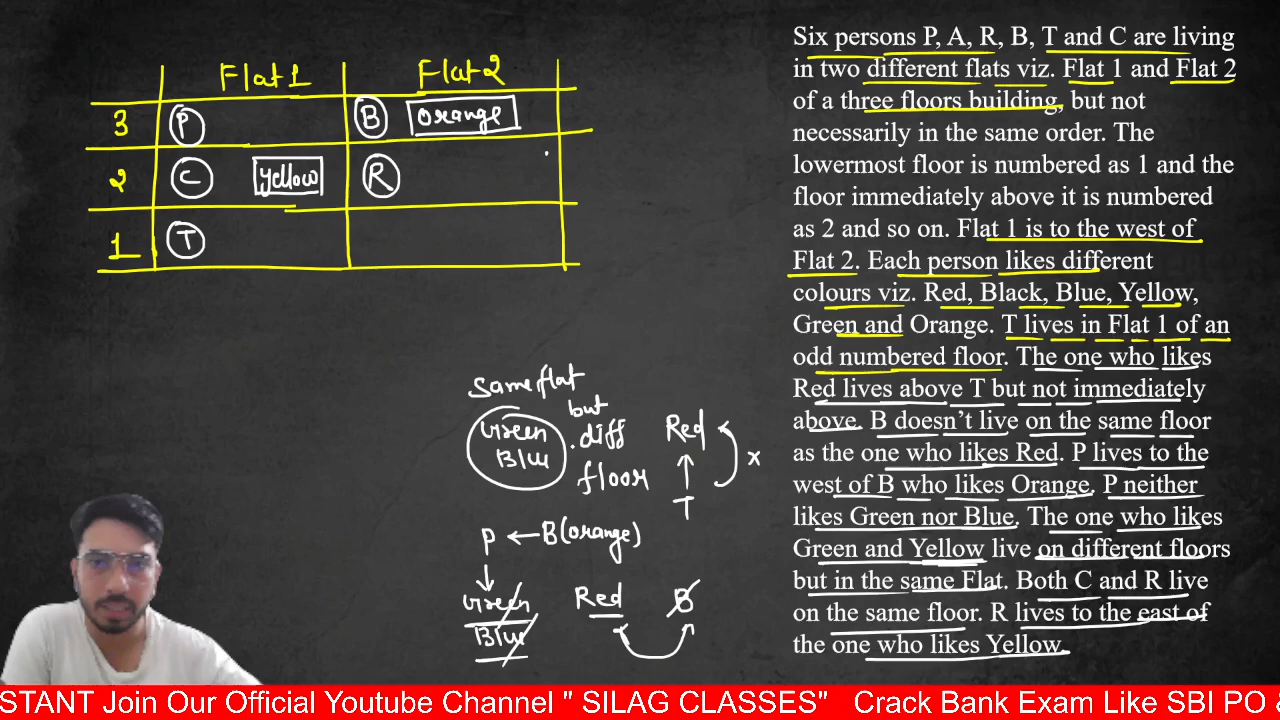 Flat 1 Flat 2
3 P B Orange
2 C Yellow R
1 T
Same flat
but
Green .diff Red
Blue floor x
T
P ← B(Orange)
Green Red B
Blue
Six persons P, A, R, B, T and C are living
in two different flats viz. Flat 1 and Flat 2
of a three floors building, but not
necessarily in the same order. The
lowermost floor is numbered as 1 and the
floor immediately above it is numbered
as 2 and so on. Flat 1 is to the west of
Flat 2. Each person likes different
colours viz. Red, Black, Blue, Yellow,
Green and Orange. T lives in Flat 1 of an
odd numbered floor. The one who likes
Red lives above T but not immediately
above. B doesn't live on the same floor
as the one who likes Red. P lives to the
west of B who likes Orange. P neither
likes Green nor Blue. The one who likes
Green and Yellow live on different floors
but in the same Flat. Both C and R live
on the same floor. R lives to the east of
the one who likes Yellow.
STANT Join Our Official Youtube Channel " SILAG CLASSES" Crack Bank Exam Like SBI PO &